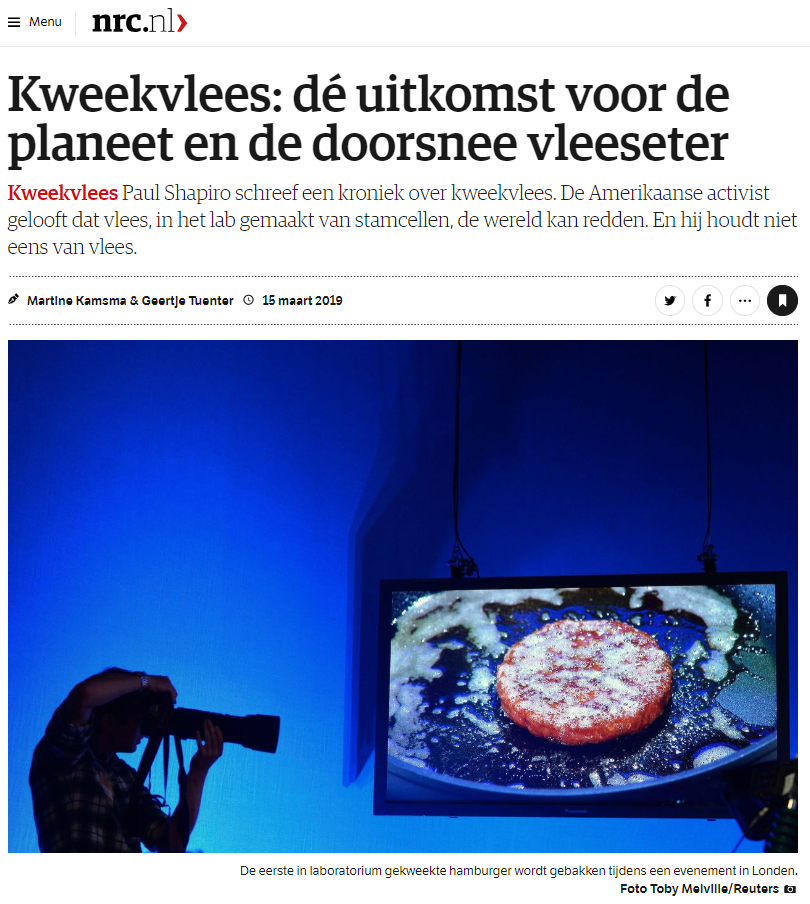 Menu
nrc.nl
Kweekvlees: dé uitkomst voor de
planeet en de doorsnee vleeseter
Kweekvlees Paul Shapiro schreef een kroniek over kweekvlees. De Amerikaanse activist
gelooft dat vlees, in het lab gemaakt van stamcellen, de wereld kan redden. En hij houdt niet
eens van vlees.
Martine Kamsma & Geertje Tuenter 15 maart 2019
Panasonic
De eerste in laboratorium gekweekte hamburger wordt gebakken tijdens een evenement in Londen.
Foto Toby Melville/Reuters